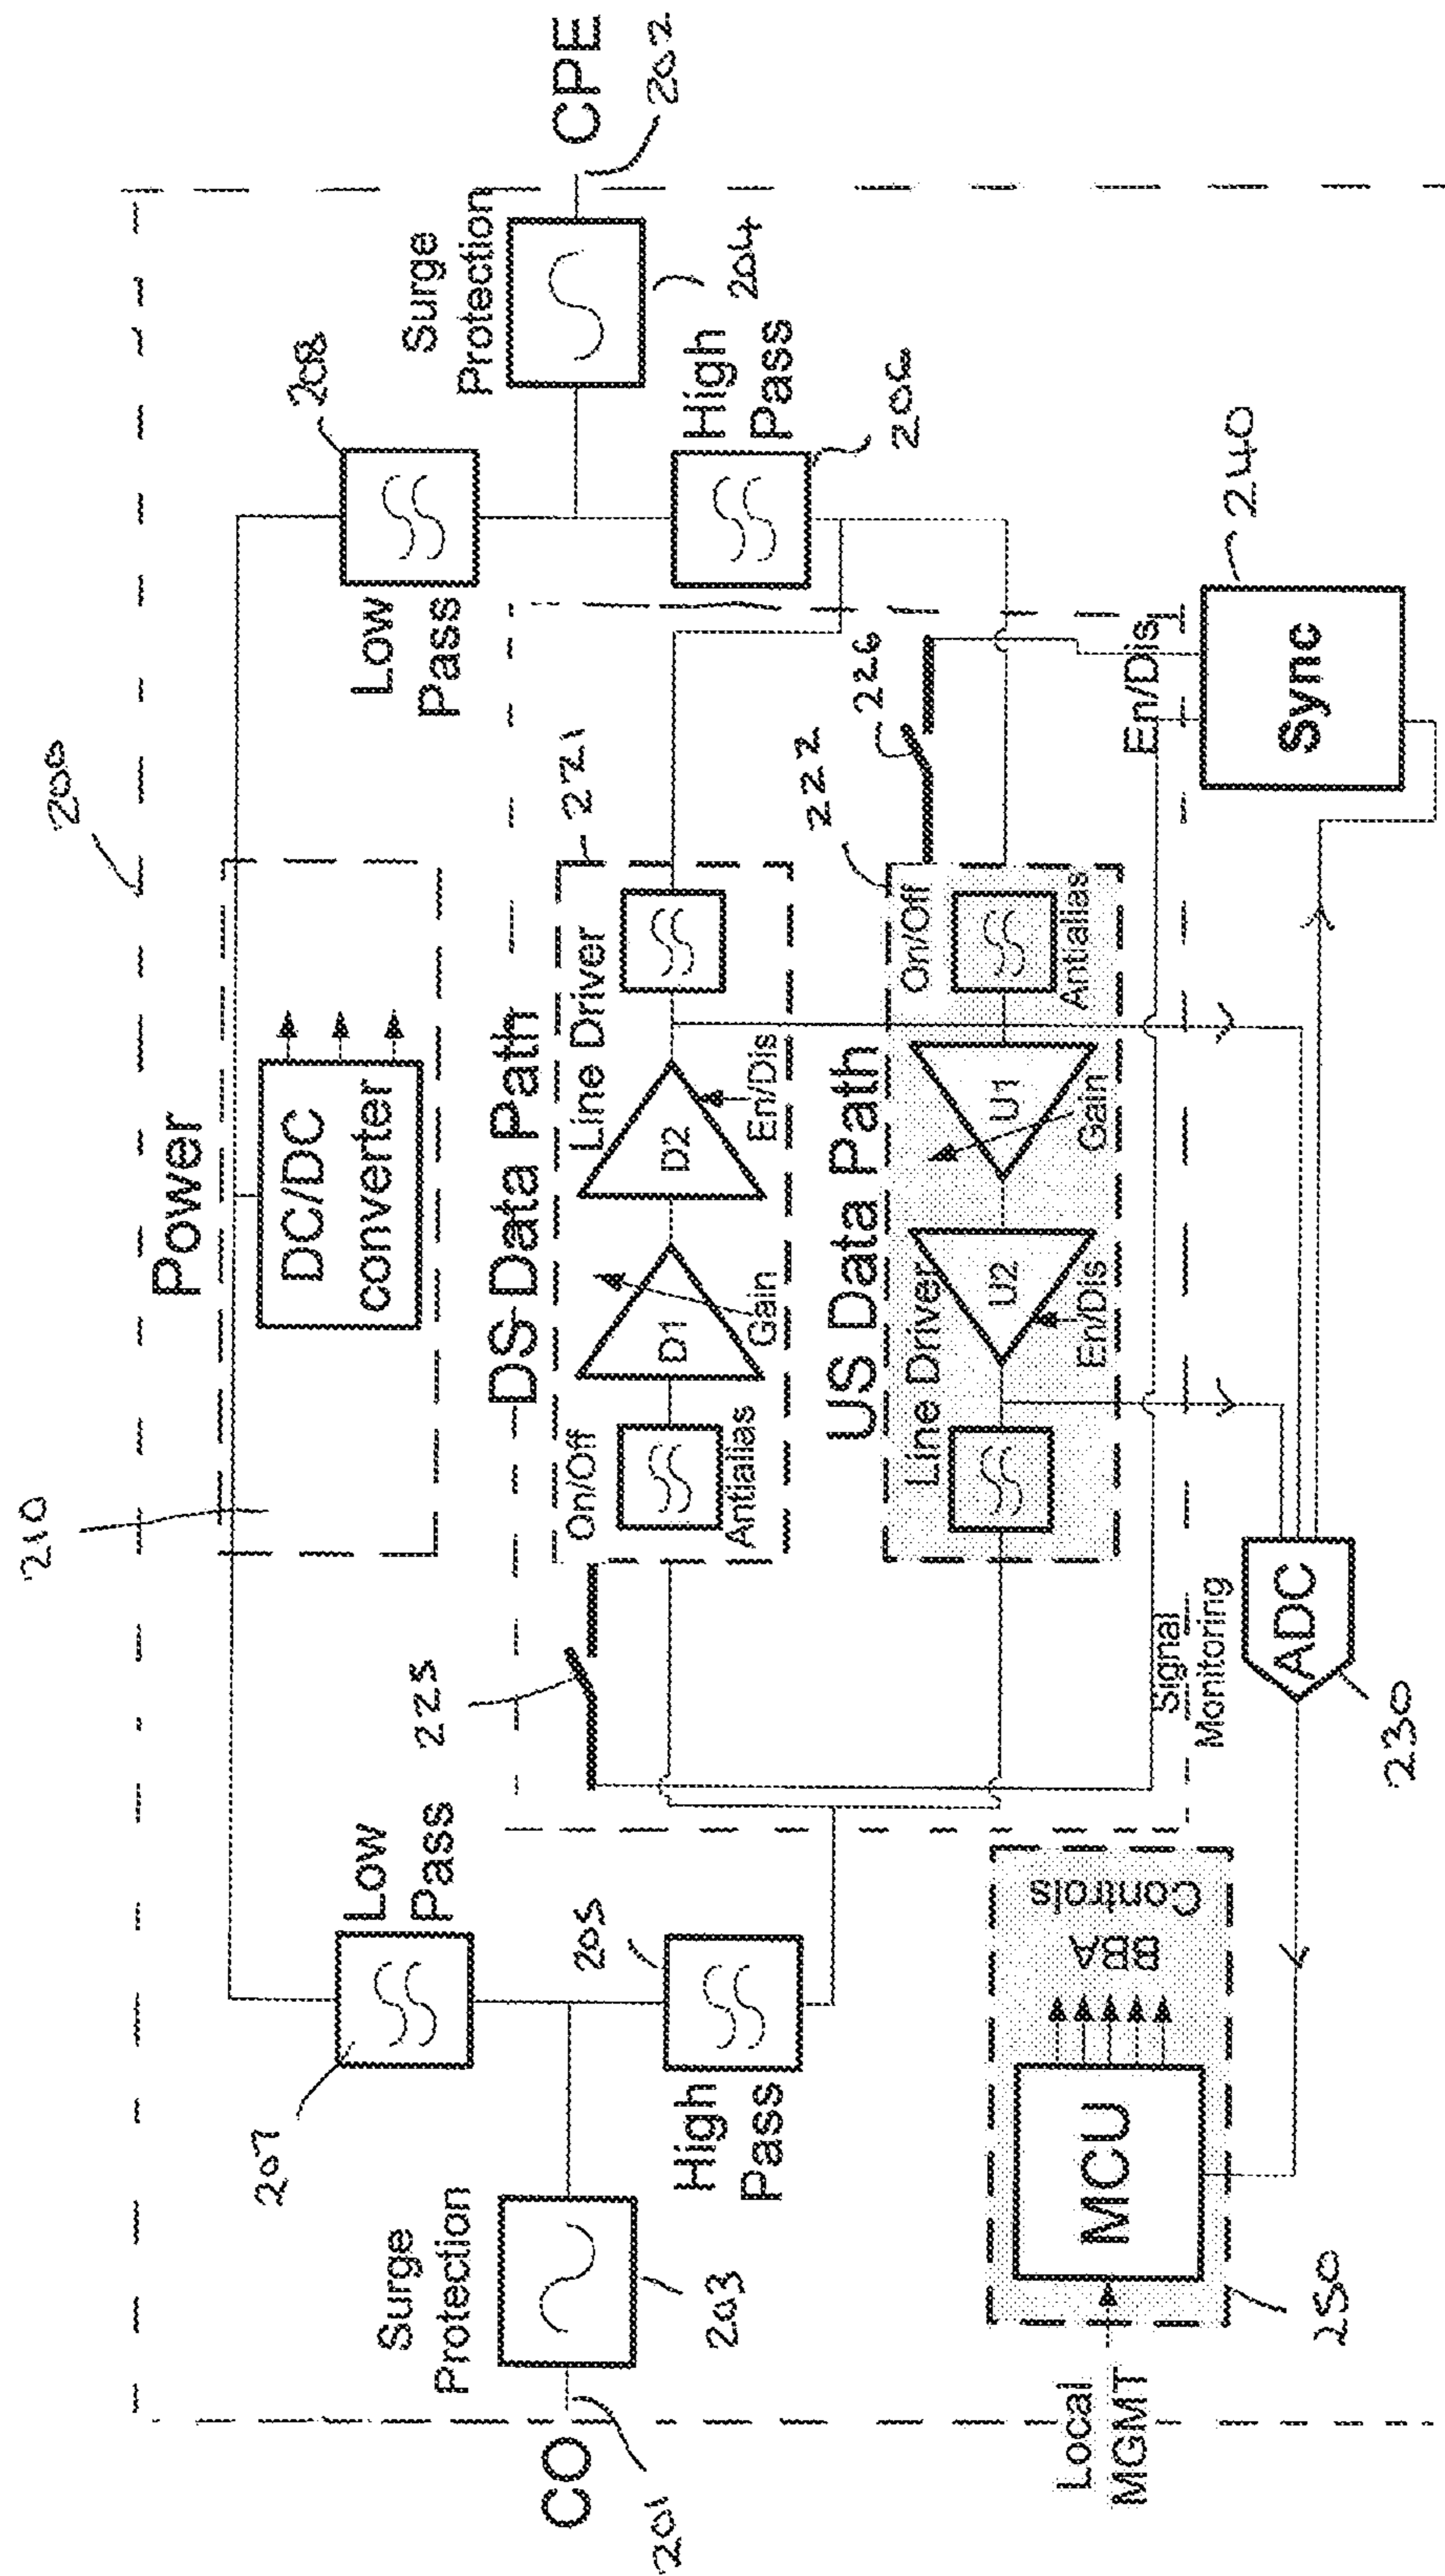 200
210
Power
DC/DC
converter
207
Low
Pass
208
Low
Pass
CO
201
Surge
Protection
203
High
Pass
205
Surge
Protection
204
CPE
202
High
Pass
206
225
DS Data Path
221
On/Off
Antialias
D1
Gain
D2
En/Dis
Line Driver
US Data Path
222
226
On/Off
Antialias
U1
Gain
U2
En/Dis
Line Driver
En/Dis
Sync
240
Signal
Monitoring
ADC
230
Local
MGMT
MCU
BBA
Controls
250